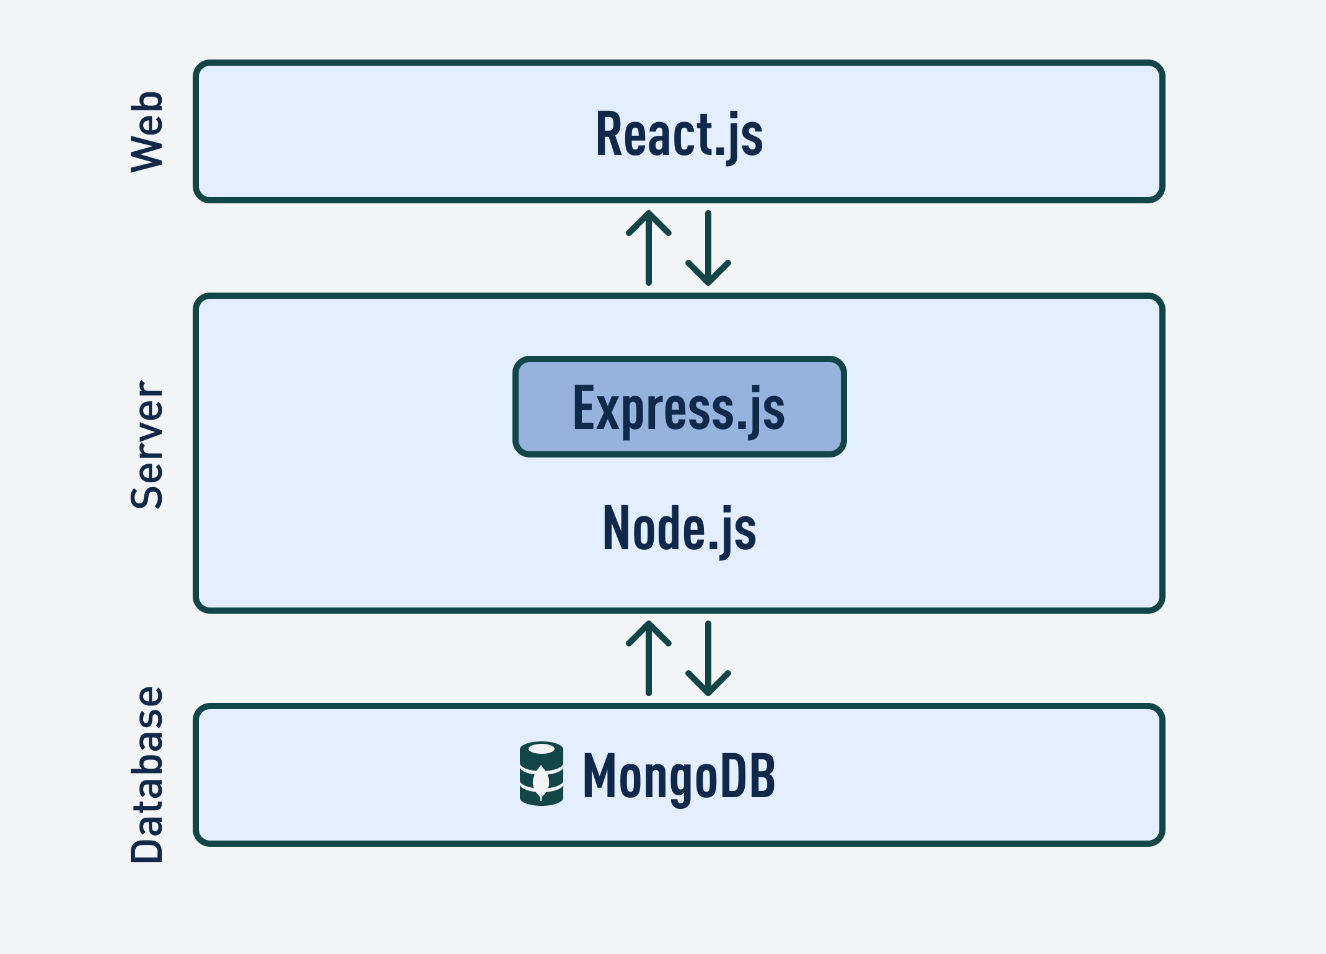 Web
React.js
Server
Express.js
Node.js
Database
MongoDB